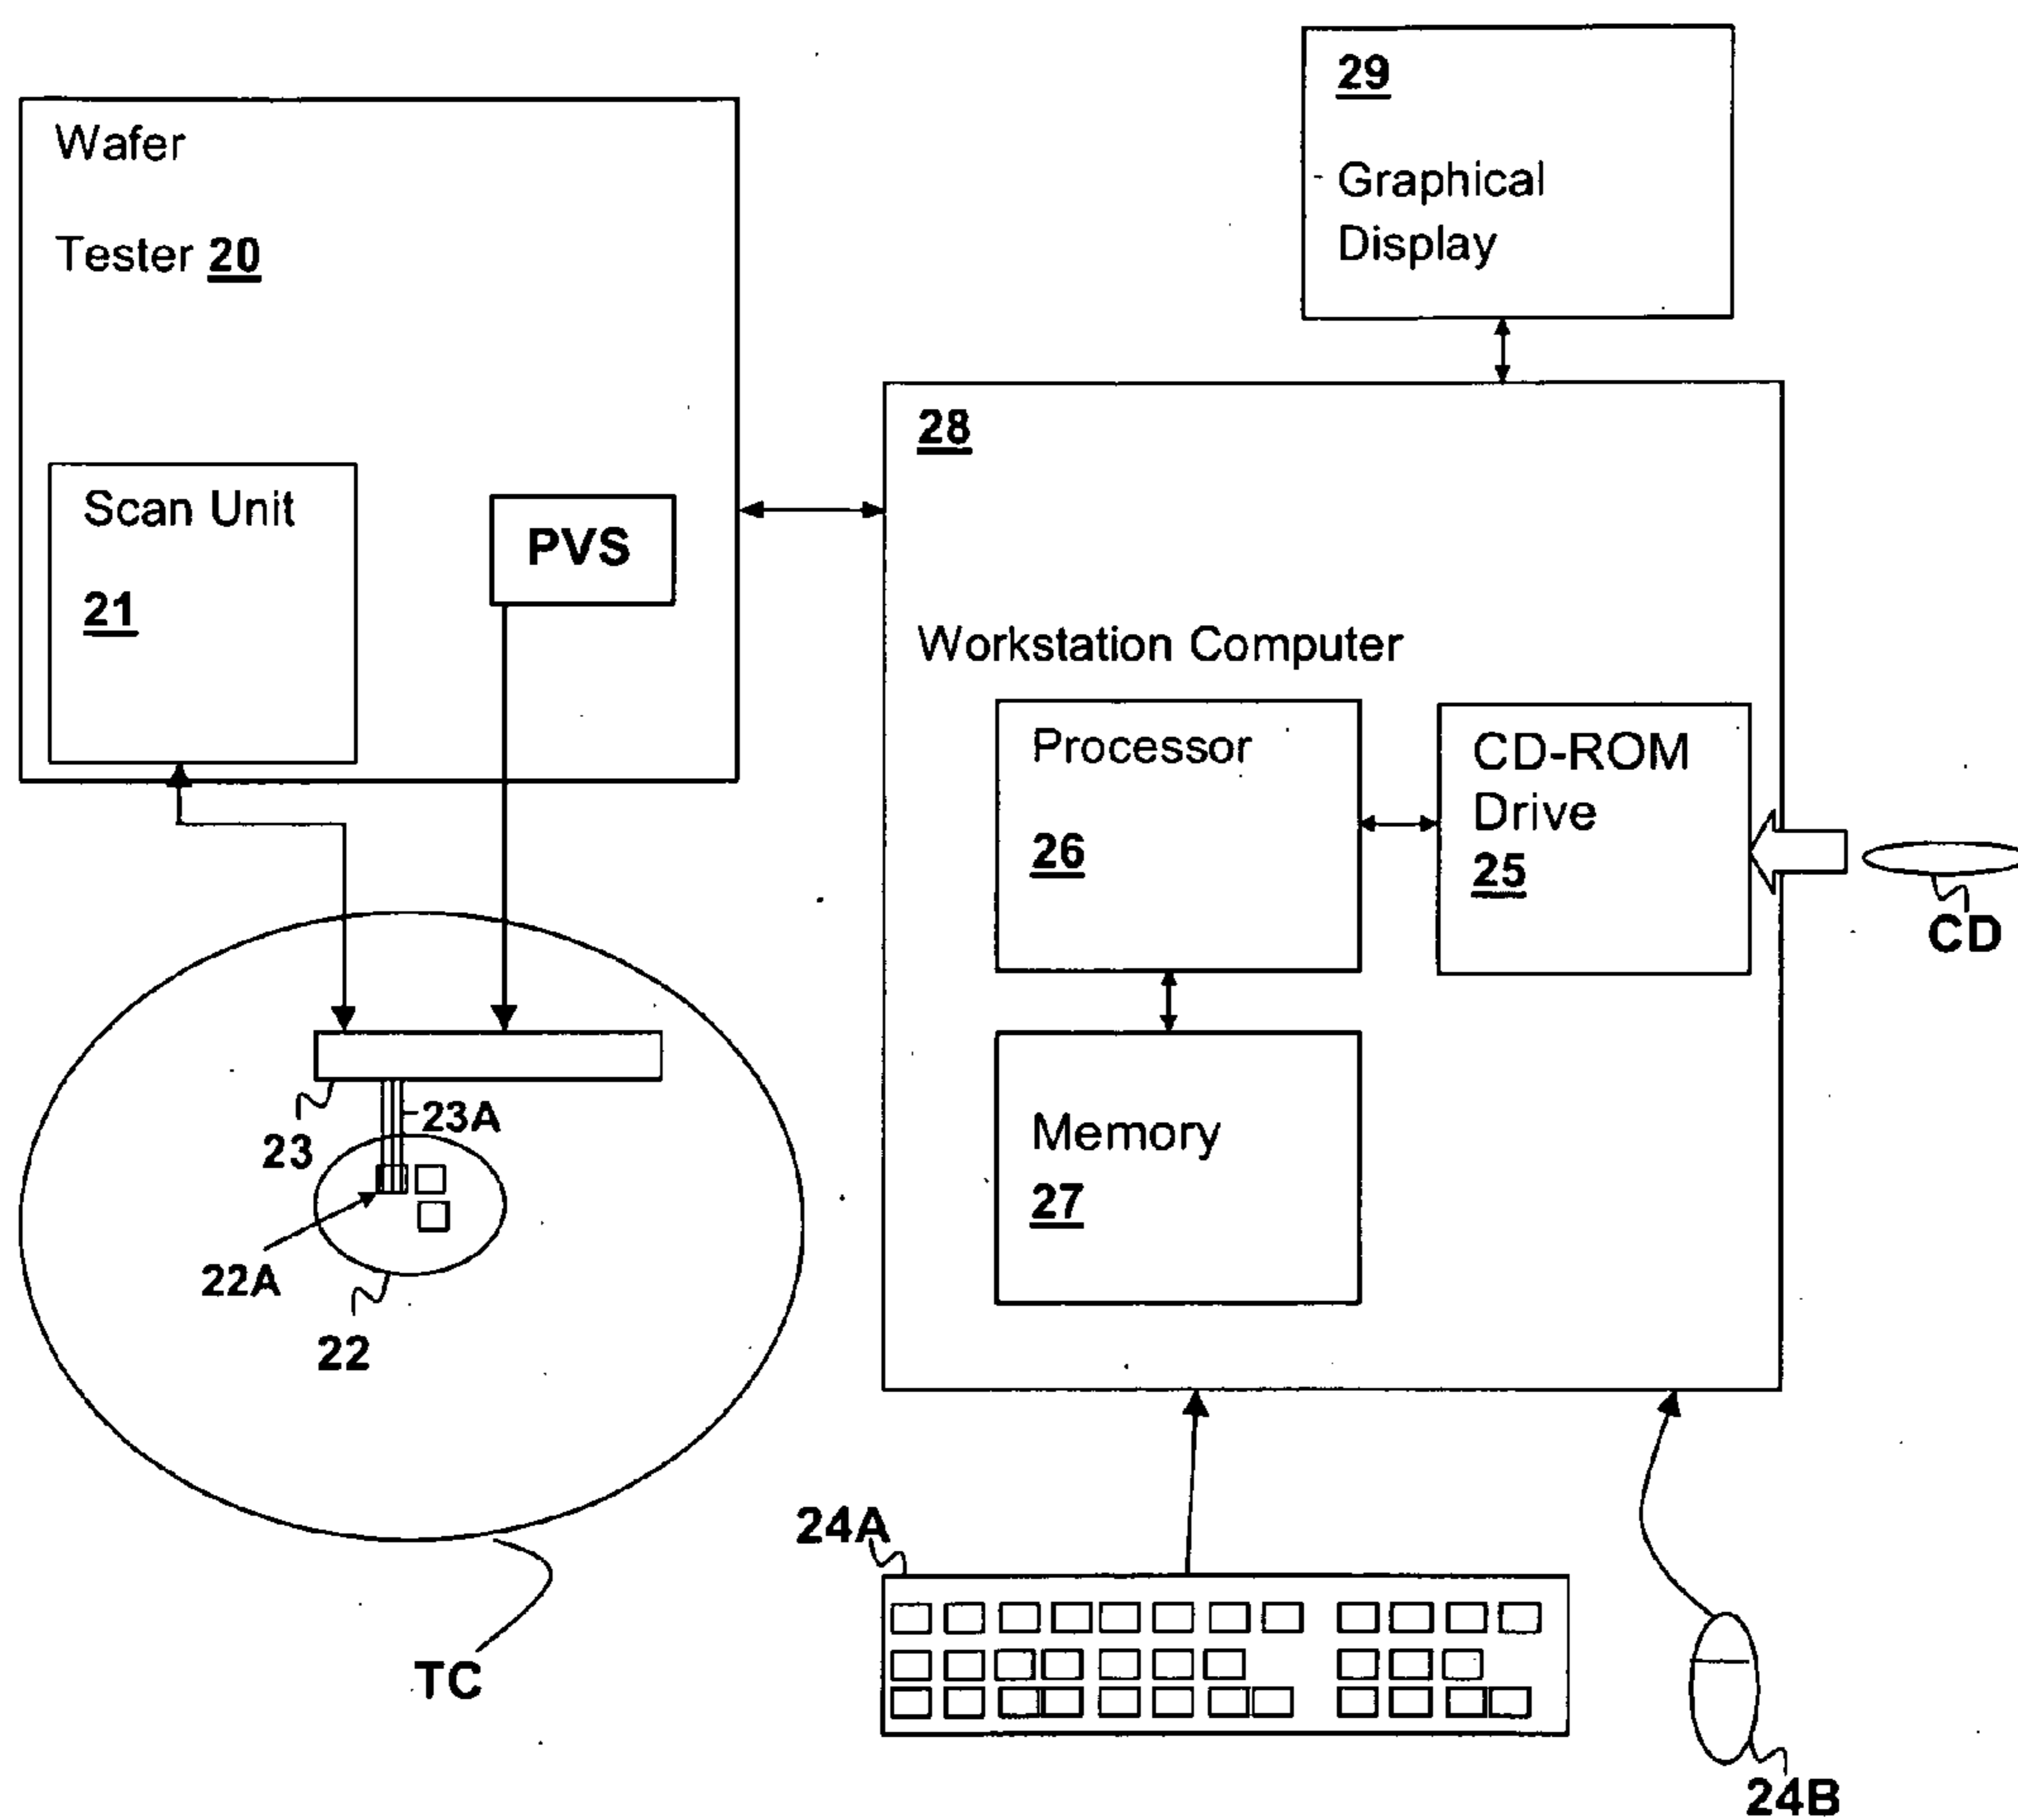 Wafer
Tester 20
Scan Unit
21
PVS
29
Graphical
Display
28
Workstation Computer
Processor
26
CD-ROM
Drive
25
CD
Memory
27
23
23A
22A
22
TC
24A
24B